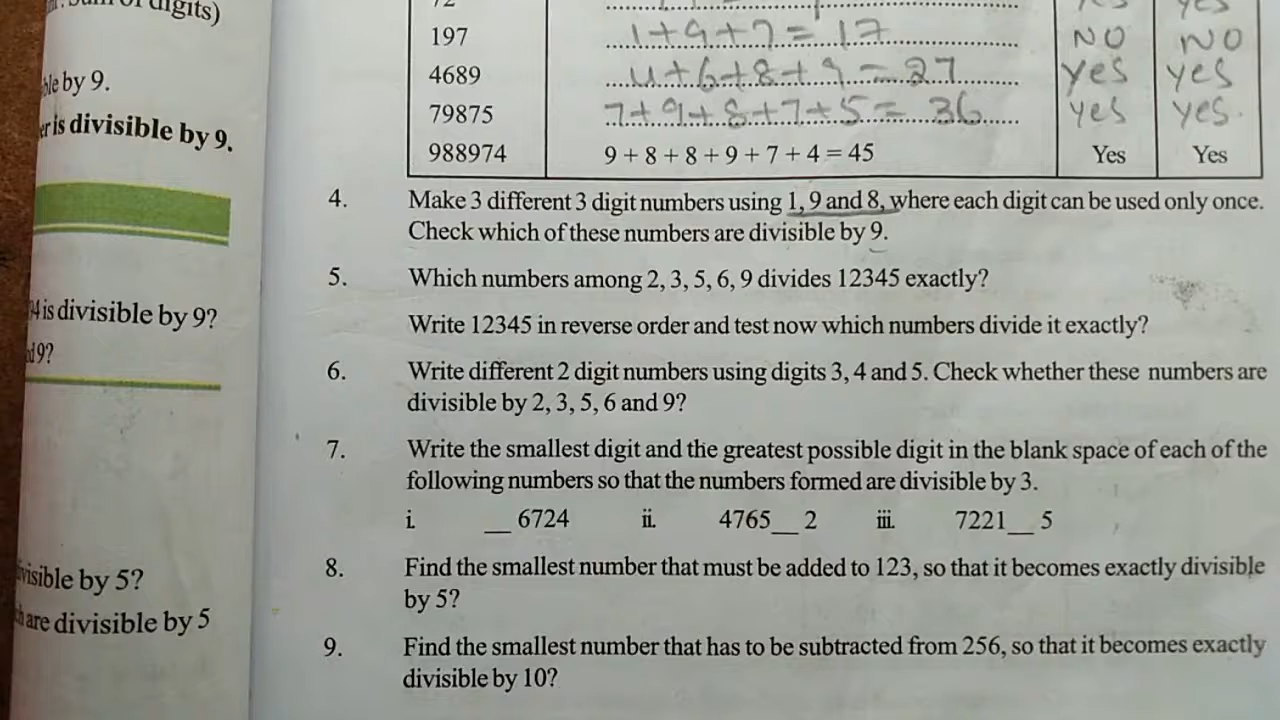 digits)
by 9.
is divisible by 9.
is divisible by 9?
9?
divisible by 5?
are divisible by 5
72 yes yes
197 1+9+7=17 NO NO
4689 4+6+8+9=27 yes yes
79875 7+9+8+7+5=36 yes yes.
988974 9 + 8 + 8 + 9 + 7 + 4 = 45 Yes Yes
4. Make 3 different 3 digit numbers using 1, 9 and 8, where each digit can be used only once.
Check which of these numbers are divisible by 9.
5. Which numbers among 2, 3, 5, 6, 9 divides 12345 exactly?
Write 12345 in reverse order and test now which numbers divide it exactly?
6. Write different 2 digit numbers using digits 3, 4 and 5. Check whether these numbers are
divisible by 2, 3, 5, 6 and 9?
7. Write the smallest digit and the greatest possible digit in the blank space of each of the
following numbers so that the numbers formed are divisible by 3.
i. __ 6724 ii. 4765__ 2 iii. 7221__ 5
8. Find the smallest number that must be added to 123, so that it becomes exactly divisible
by 5?
9. Find the smallest number that has to be subtracted from 256, so that it becomes exactly
divisible by 10?